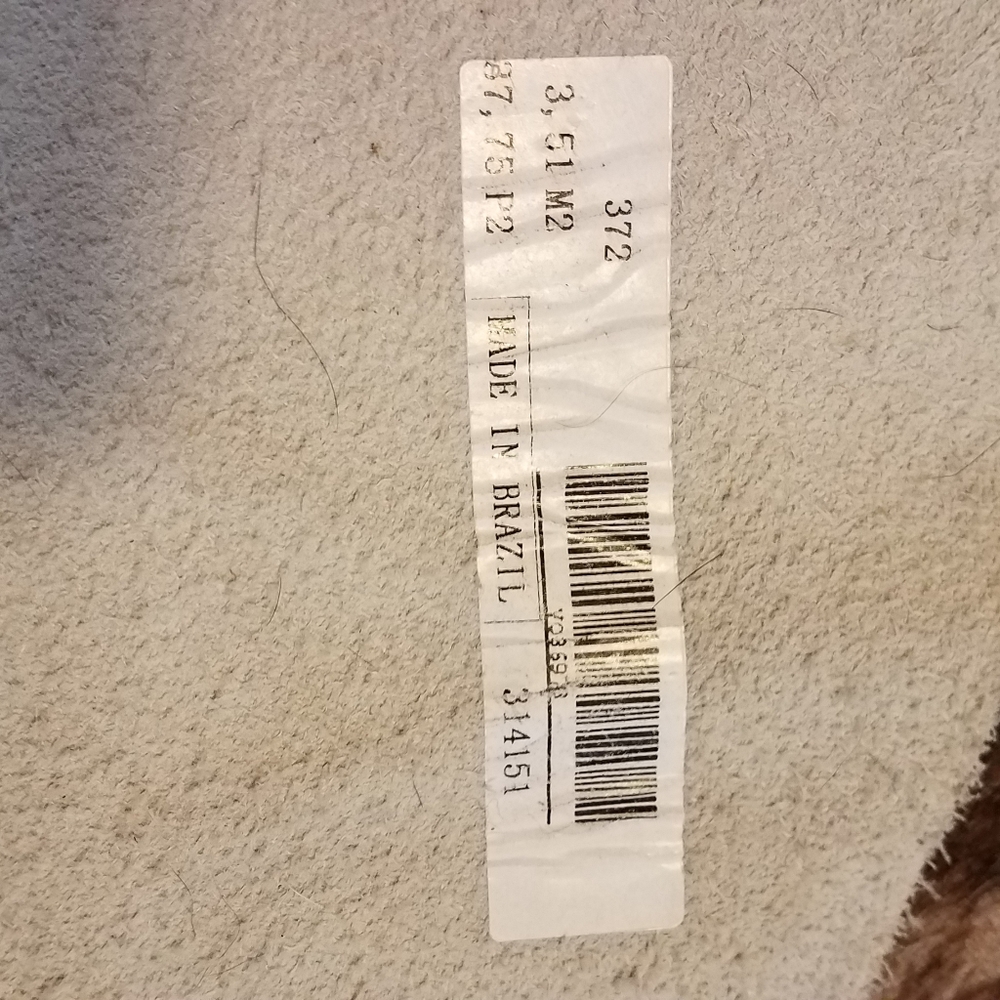 372
3,51 M2
37,75 P2
MADE IN BRAZIL
314151